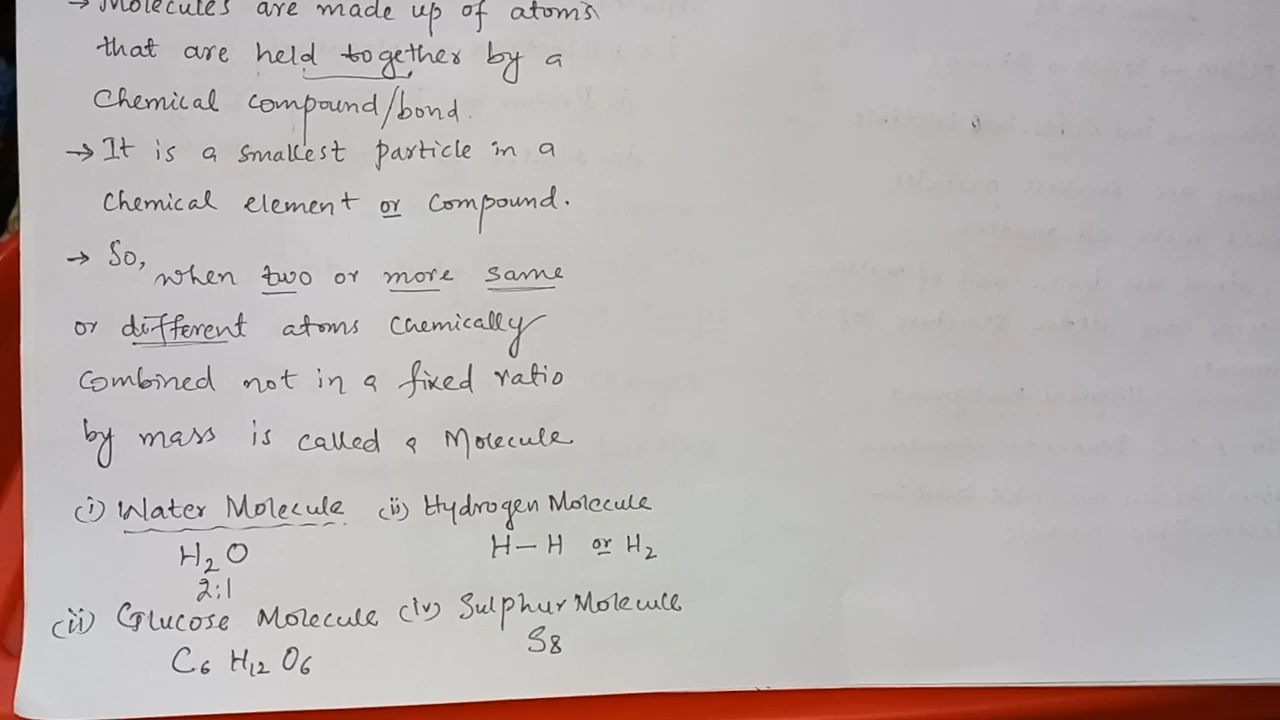 → Molecules are made up of atoms
that are held together by a
Chemical compound/bond.
→ It is a smallest particle in a
Chemical element or Compound.
→ So, when two or more same
or different atoms Chemically
Combined not in a fixed ratio
by mass is called a Molecule
(i) Water Molecule (ii) Hydrogen Molecule
H2O H-H or H2
2:1
(ii) Glucose Molecule (iv) Sulphur Molecule
C6 H12 O6 S8